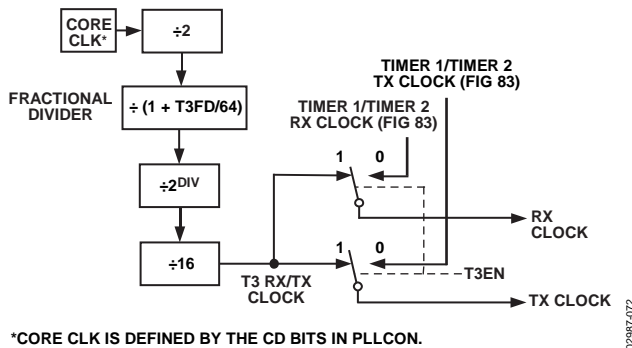 CORE
CLK*
÷2
TIMER 1/TIMER 2
TX CLOCK (FIG 83)
FRACTIONAL
DIVIDER
÷ (1 + T3FD/64)
TIMER 1/TIMER 2
RX CLOCK (FIG 83)
1 0
÷2DIV
RX
CLOCK
1 0
÷16
T3 RX/TX
CLOCK
T3EN
TX CLOCK
*CORE CLK IS DEFINED BY THE CD BITS IN PLLCON.
02987-072